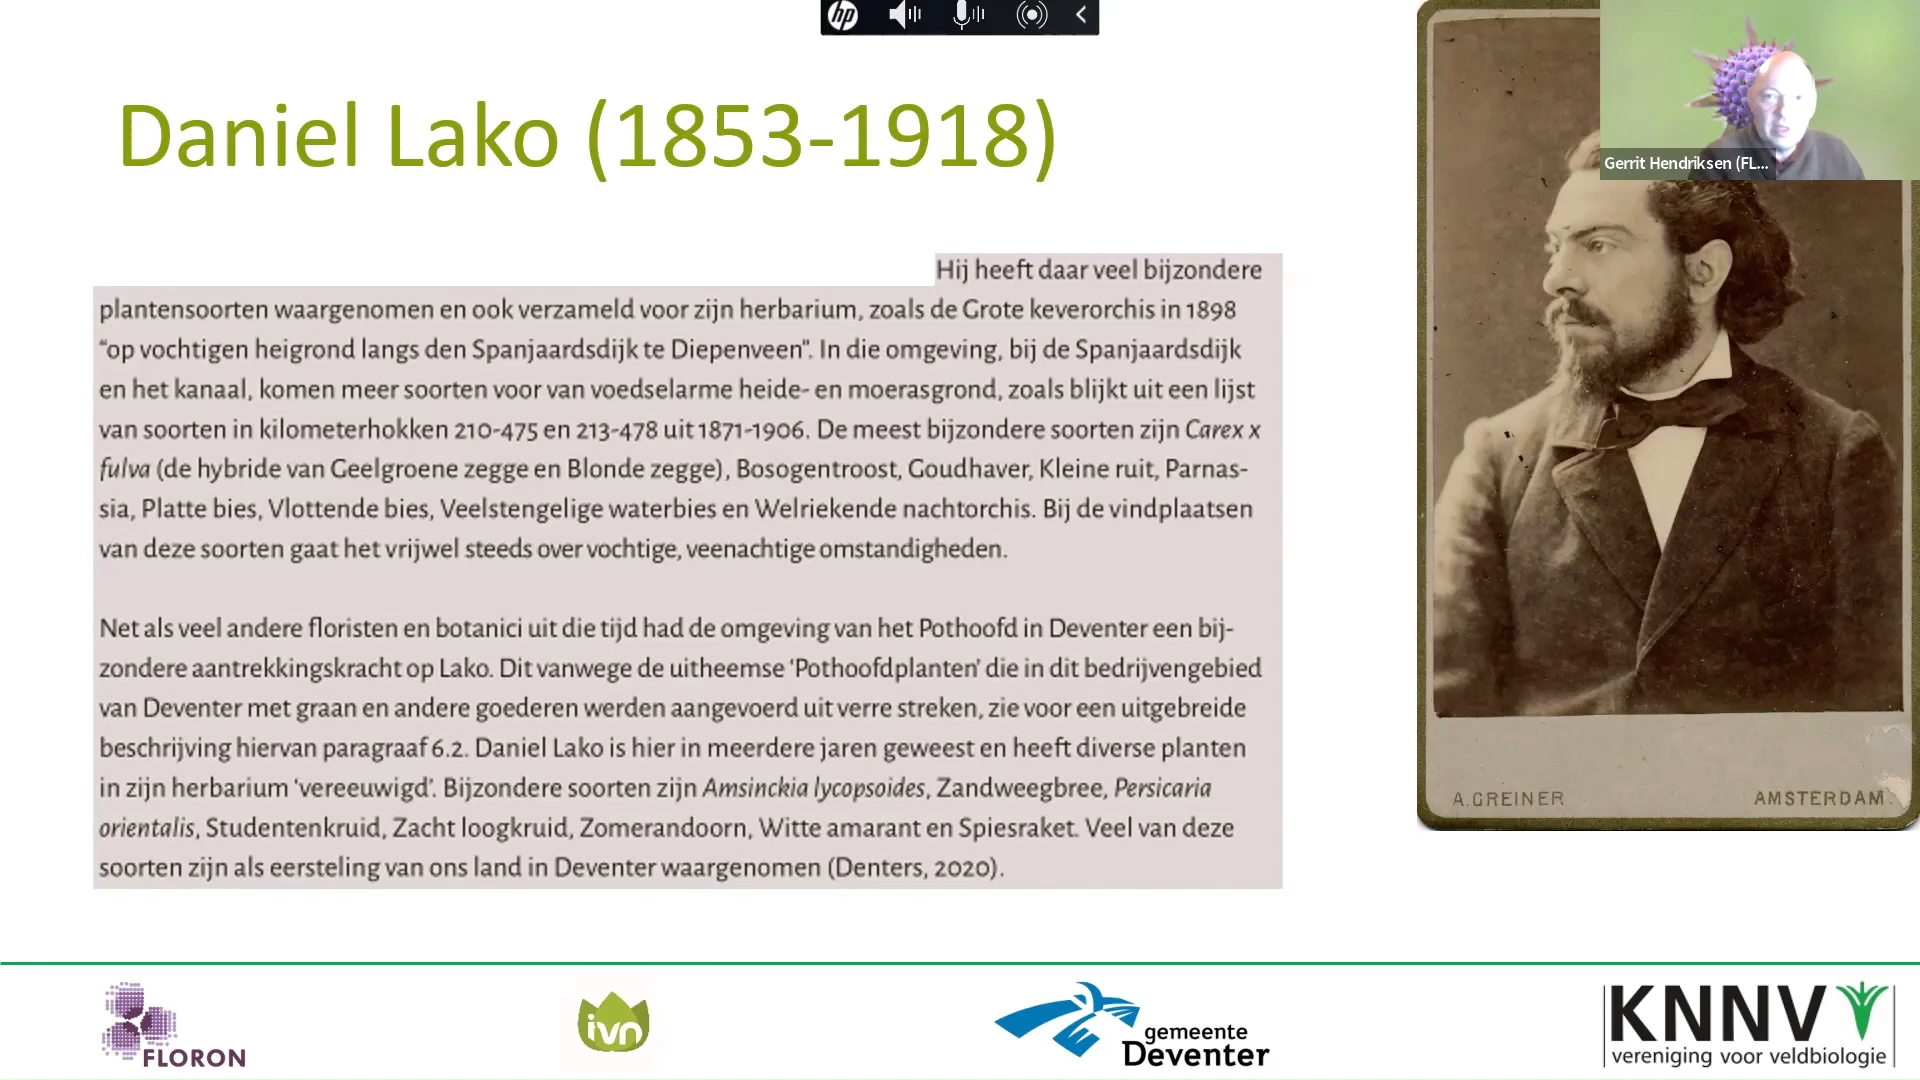 hp
Daniel Lako (1853-1918)
Gerrit Hendriksen (FL...
Hij heeft daar veel bijzondere
plantensoorten waargenomen en ook verzameld voor zijn herbarium, zoals de Grote keverorchis in 1898
“op vochtigen heigrond langs den Spanjaardsdijk te Diepenveen". In die omgeving, bij de Spanjaardsdijk
en het kanaal, komen meer soorten voor van voedselarme heide- en moerasgrond, zoals blijkt uit een lijst
van soorten in kilometerhokken 210-475 en 213-478 uit 1871-1906. De meest bijzondere soorten zijn Carex x
fulva (de hybride van Geelgroene zegge en Blonde zegge), Bosogentroost, Goudhaver, Kleine ruit, Parnas-
sia, Platte bies, Vlottende bies, Veelstengelige waterbies en Welriekende nachtorchis. Bij de vindplaatsen
van deze soorten gaat het vrijwel steeds over vochtige, veenachtige omstandigheden.
Net als veel andere floristen en botanici uit die tijd had de omgeving van het Pothoofd in Deventer een bij-
zondere aantrekkingskracht op Lako. Dit vanwege de uitheemse ‘Pothoofdplanten’ die in dit bedrijvengebied
van Deventer met graan en andere goederen werden aangevoerd uit verre streken, zie voor een uitgebreide
beschrijving hiervan paragraaf 6.2. Daniel Lako is hier in meerdere jaren geweest en heeft diverse planten
in zijn herbarium ‘vereeuwigd’. Bijzondere soorten zijn Amsinckia lycopsoides, Zandweegbree, Persicaria
orientalis, Studentenkruid, Zacht loogkruid, Zomerandoorn, Witte amarant en Spiesraket. Veel van deze
soorten zijn als eersteling van ons land in Deventer waargenomen (Denters, 2020).
A. GREINER
AMSTERDAM.
FLORON
ivn
gemeente
Deventer
KNNV
vereniging voor veldbiologie